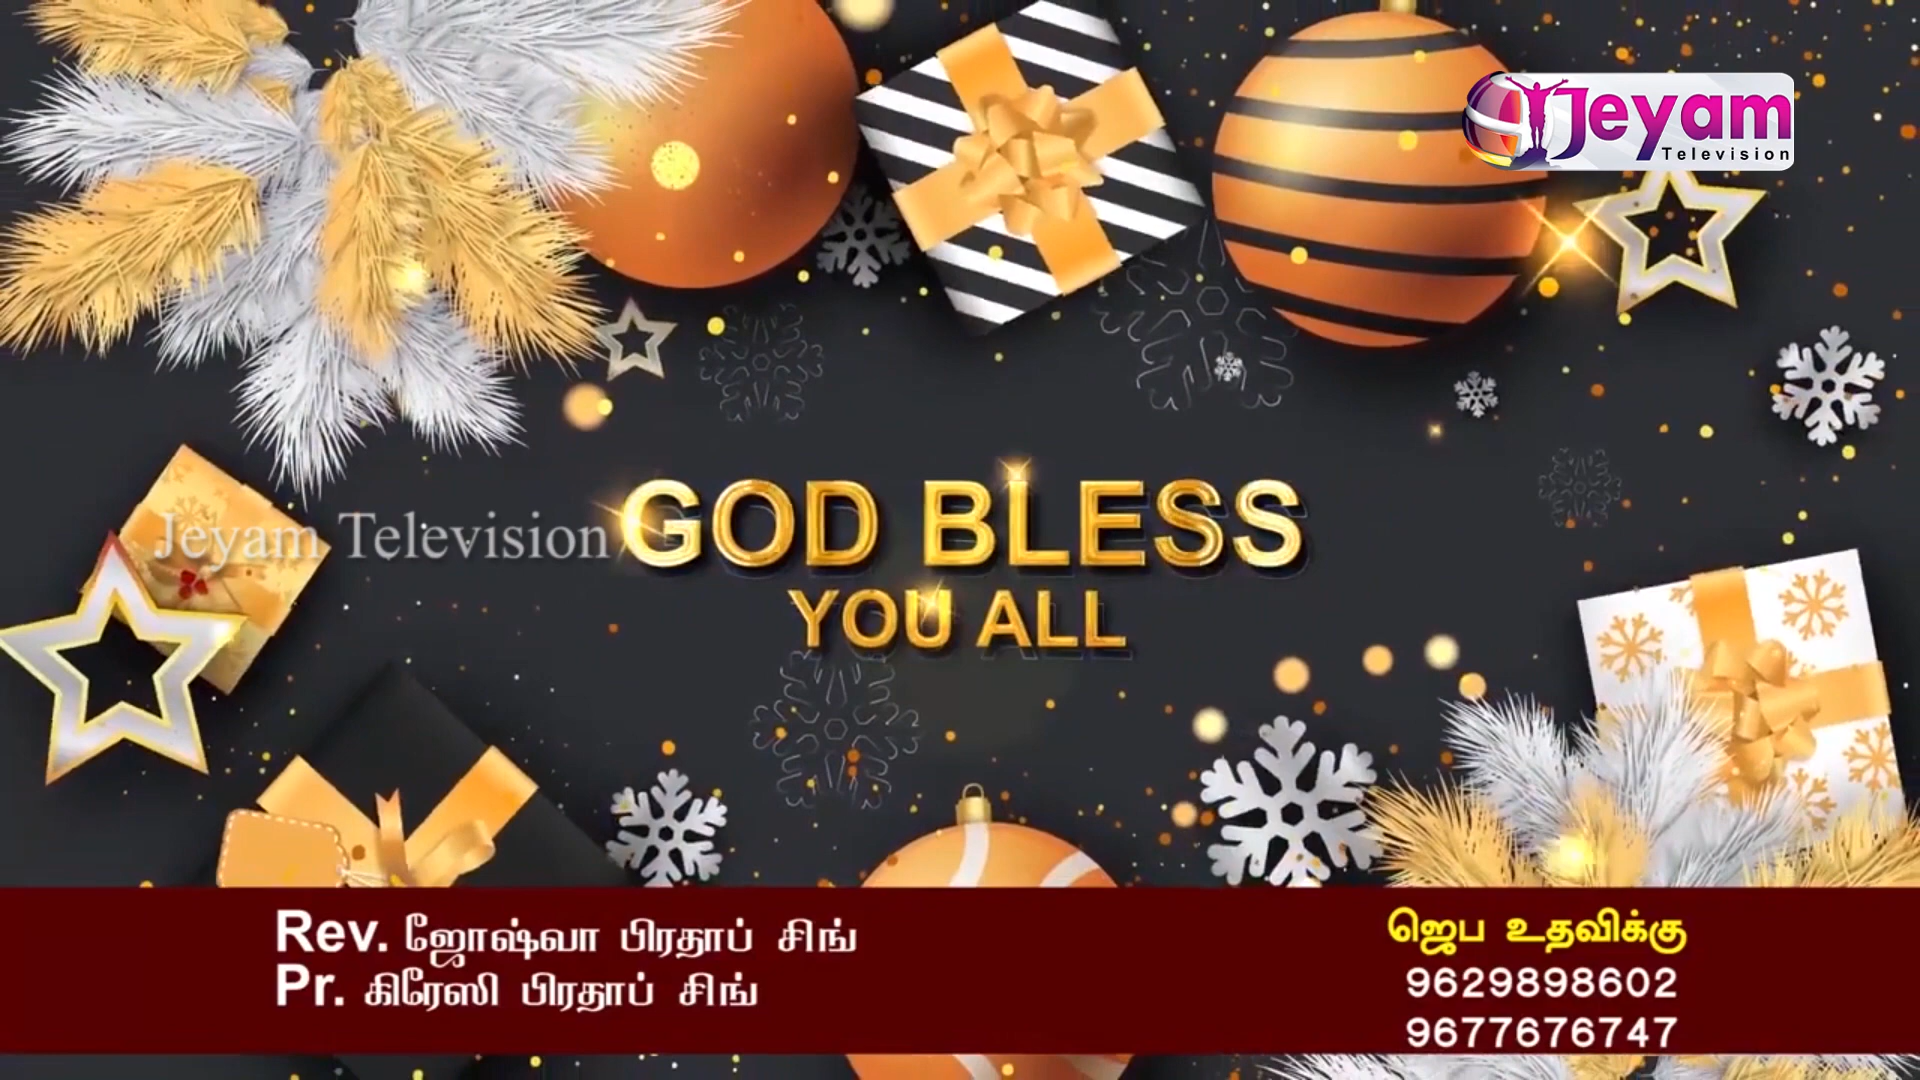 Jeyam
Television
Jeyam Television
GOD BLESS
YOU ALL
Rev. ஜோஷ்வா பிரதாப் சிங்
Pr. கிரேஸி பிரதாப் சிங்
ஜெப உதவிக்கு
9629898602
9677676747